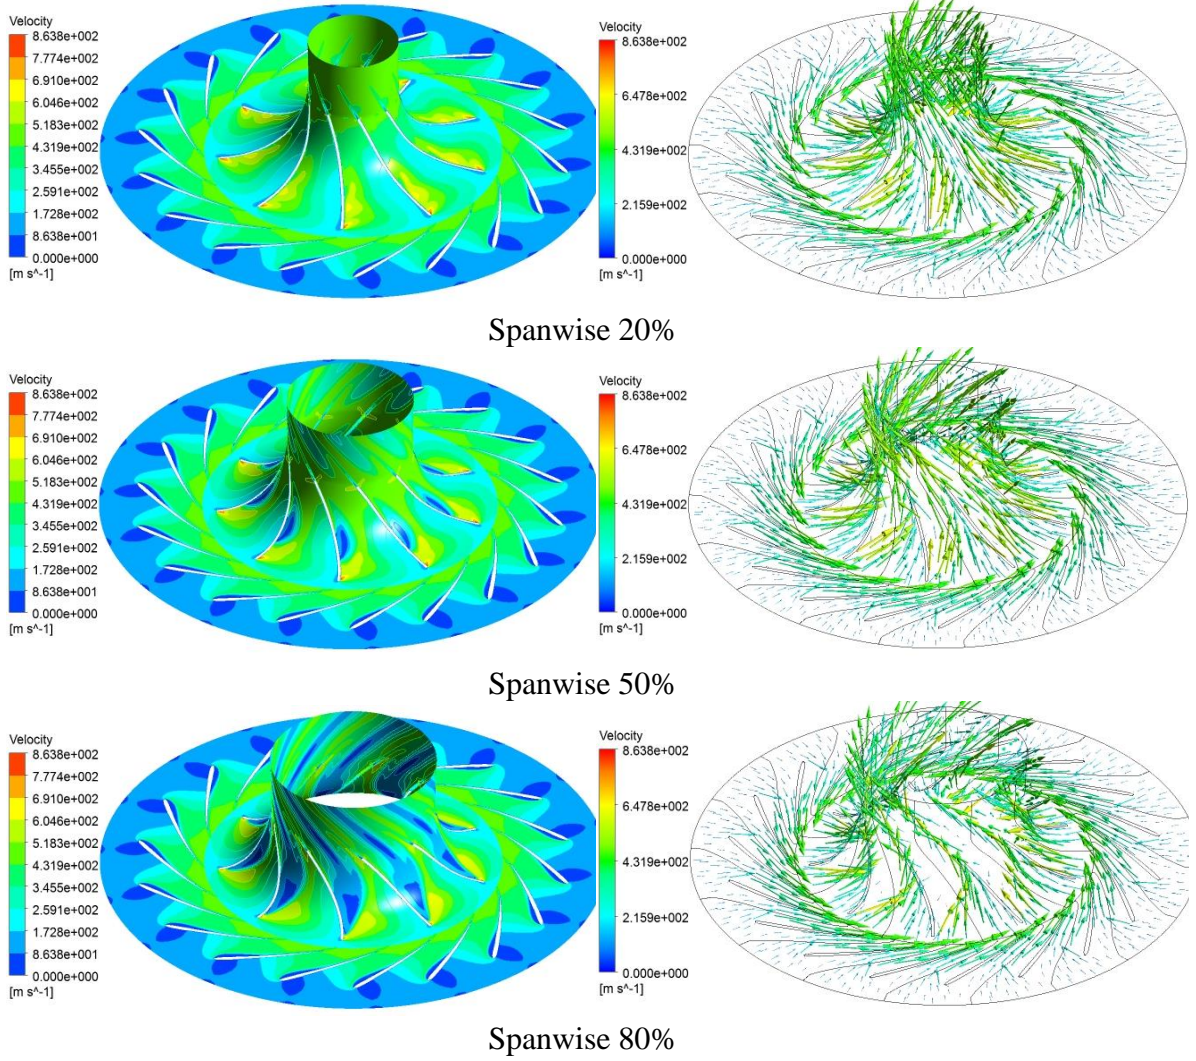 Velocity
8.638e+002
7.774e+002
6.910e+002
6.046e+002
5.183e+002
4.319e+002
3.455e+002
2.591e+002
1.728e+002
8.638e+001
0.000e+000
[m s^-1]
Velocity
8.638e+002
6.478e+002
4.319e+002
2.159e+002
0.000e+000
[m s^-1]
Spanwise 20%
Velocity
8.638e+002
7.774e+002
6.910e+002
6.046e+002
5.183e+002
4.319e+002
3.455e+002
2.591e+002
1.728e+002
8.638e+001
0.000e+000
[m s^-1]
Velocity
8.638e+002
6.478e+002
4.319e+002
2.159e+002
0.000e+000
[m s^-1]
Spanwise 50%
Velocity
8.638e+002
7.774e+002
6.910e+002
6.046e+002
5.183e+002
4.319e+002
3.455e+002
2.591e+002
1.728e+002
8.638e+001
0.000e+000
[m s^-1]
Velocity
8.638e+002
6.478e+002
4.319e+002
2.159e+002
0.000e+000
[m s^-1]
Spanwise 80%